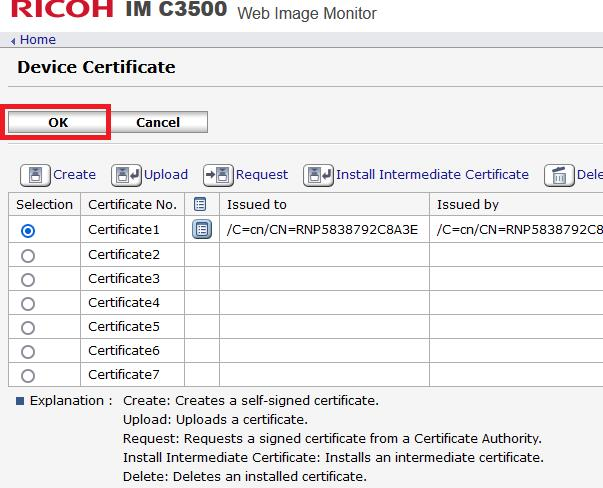 RICOH IM C3500 Web Image Monitor
Home
Device Certificate
OK Cancel
Create Upload Request Install Intermediate Certificate Dele
Selection Certificate No. Issued to Issued by
Certificate1 /C=cn/CN=RNP5838792C8A3E /C=cn/CN=RNP5838792C8
Certificate2
Certificate3
Certificate4
Certificate5
Certificate6
Certificate7
Explanation : Create: Creates a self-signed certificate.
Upload: Uploads a certificate.
Request: Requests a signed certificate from a Certificate Authority.
Install Intermediate Certificate: Installs an intermediate certificate.
Delete: Deletes an installed certificate.